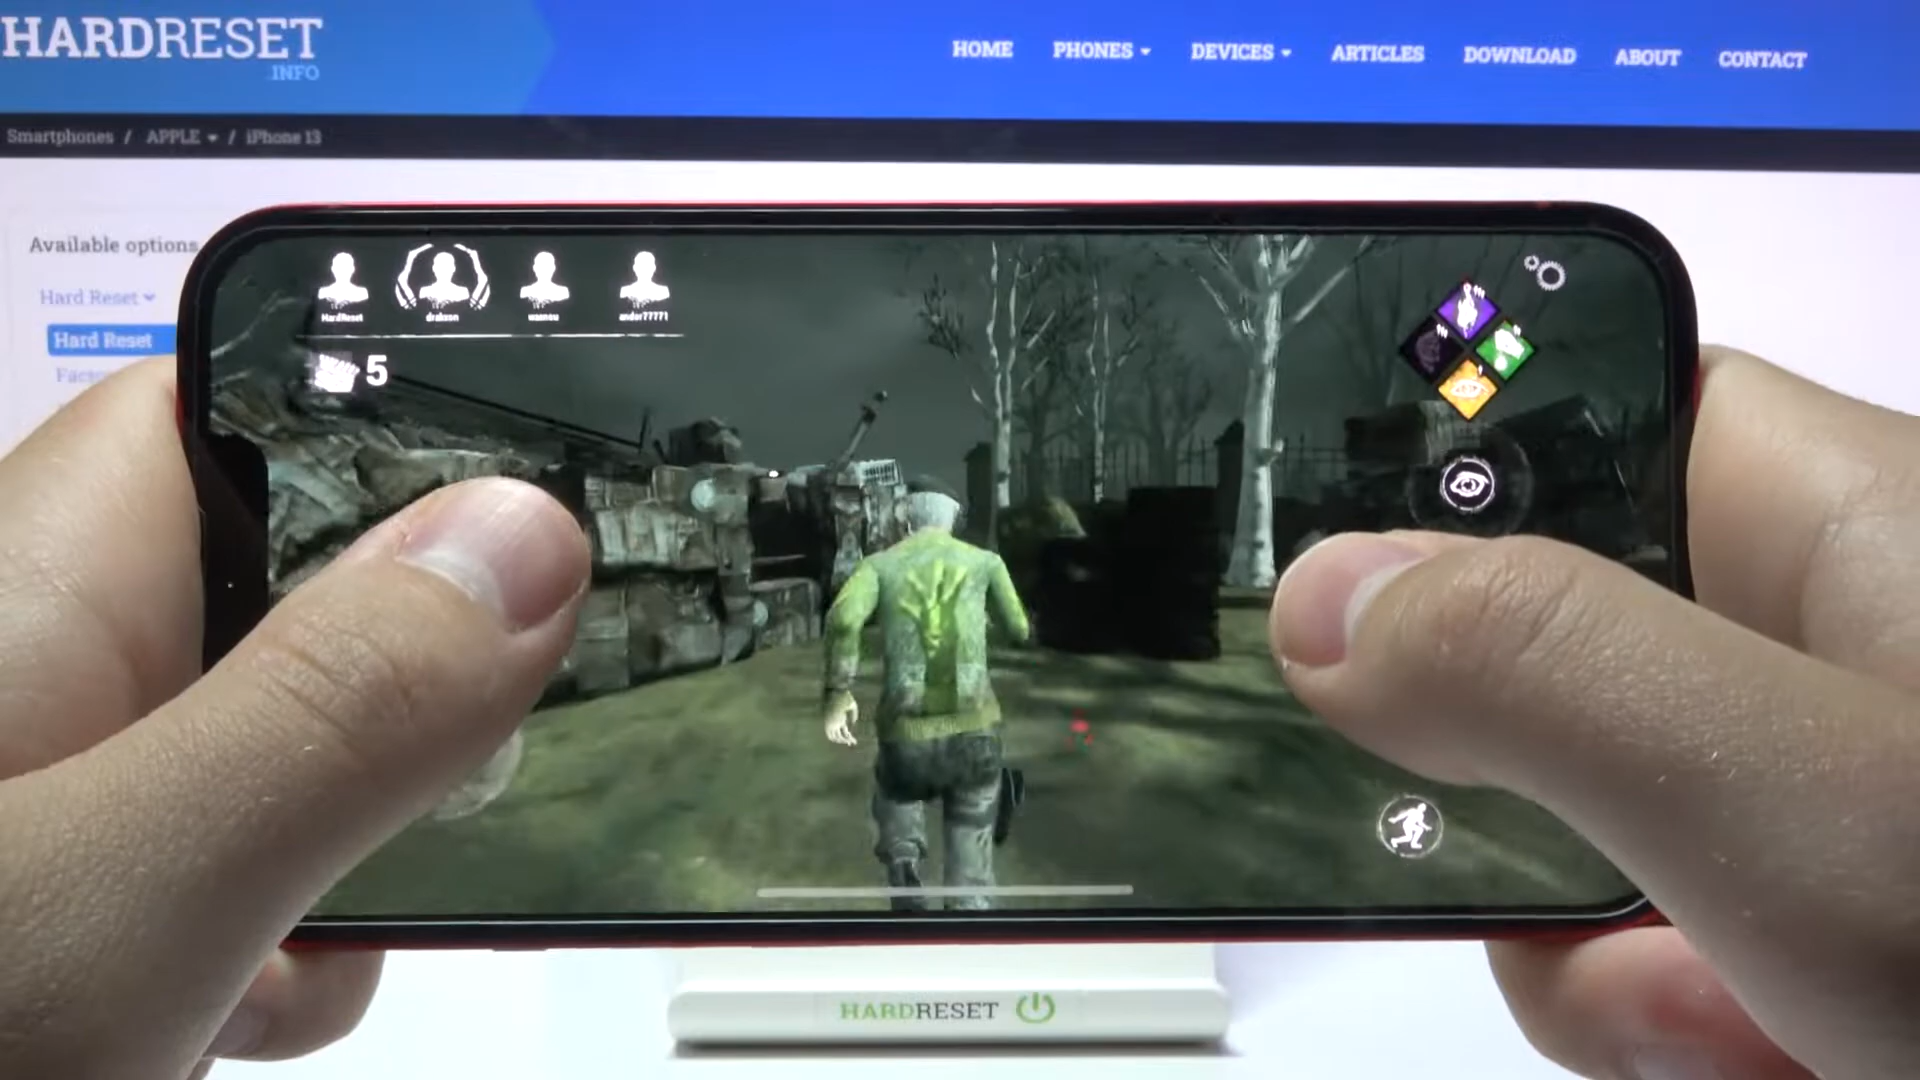 HARDRESET
.INFO
HOME PHONES DEVICES ARTICLES DOWNLOAD ABOUT CONTACT
Smartphones / APPLE / iPhone 13
Available options
Hard Reset
Hard Reset
HardReset
5
HARDRESET